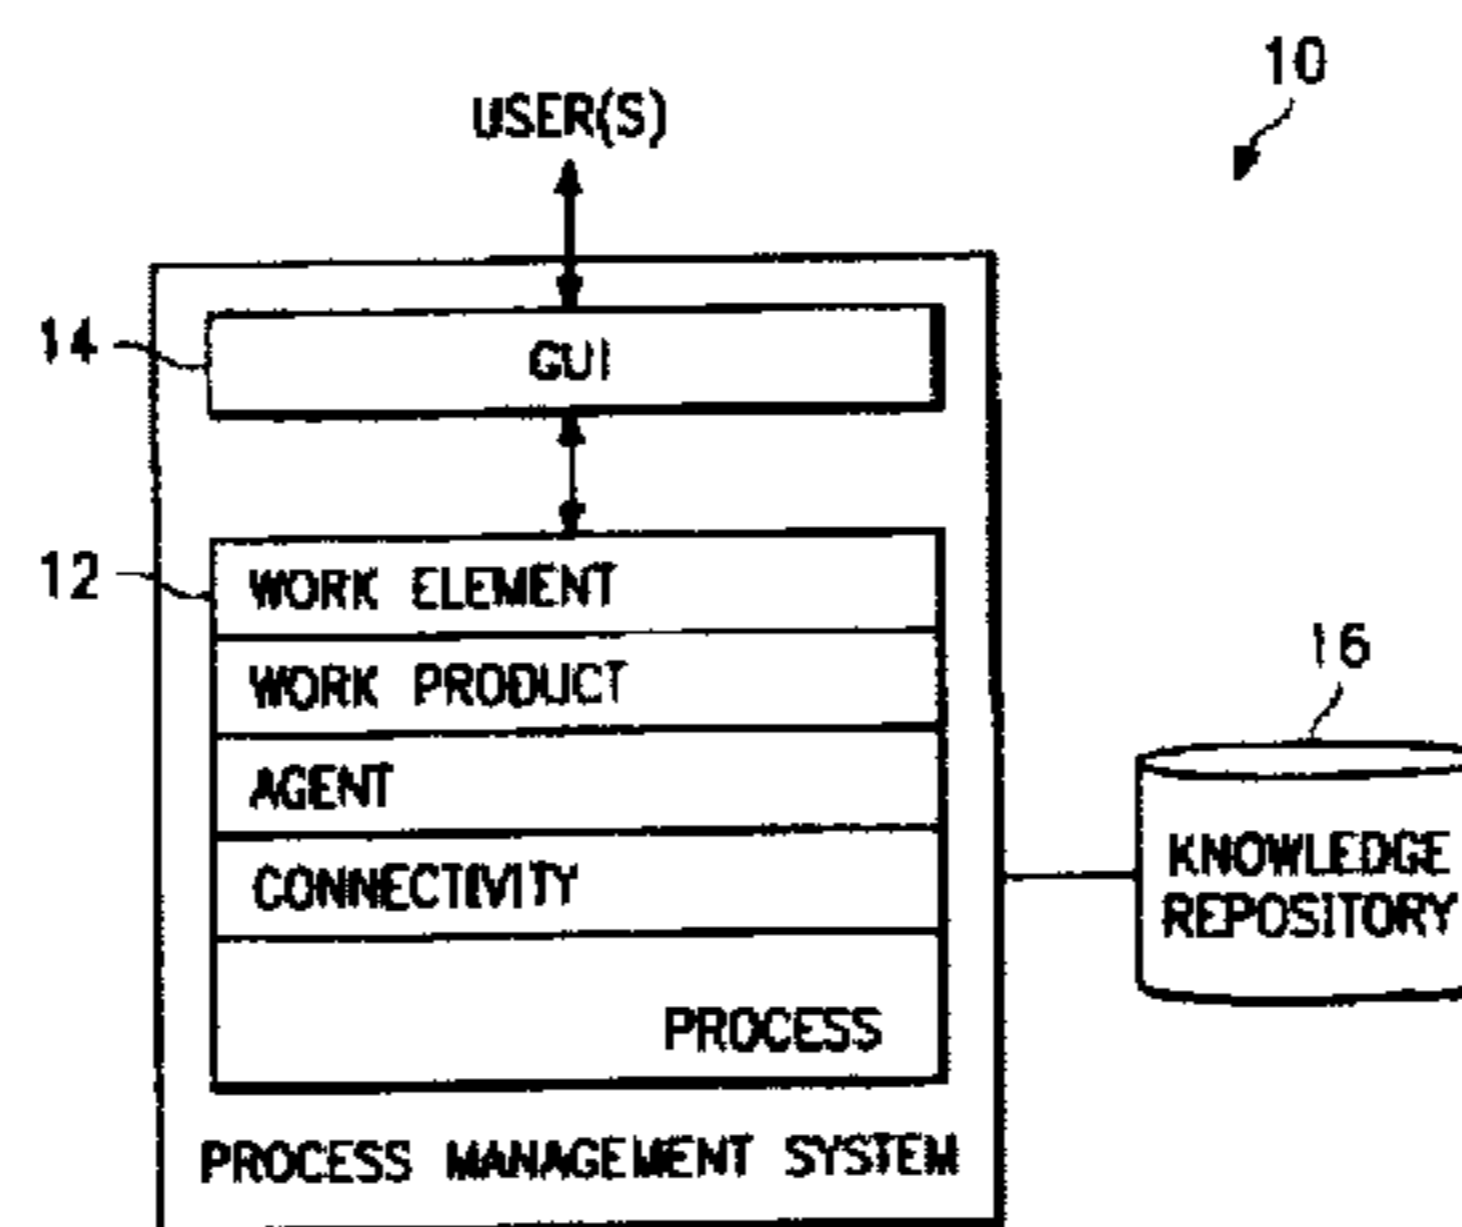 10
USER(S)
14
GUI
12
WORK ELEMENT
WORK PRODUCT
16
AGENT
CONNECTIVITY
KNOWLEDGE
REPOSITORY
PROCESS
PROCESS MANAGEMENT SYSTEM